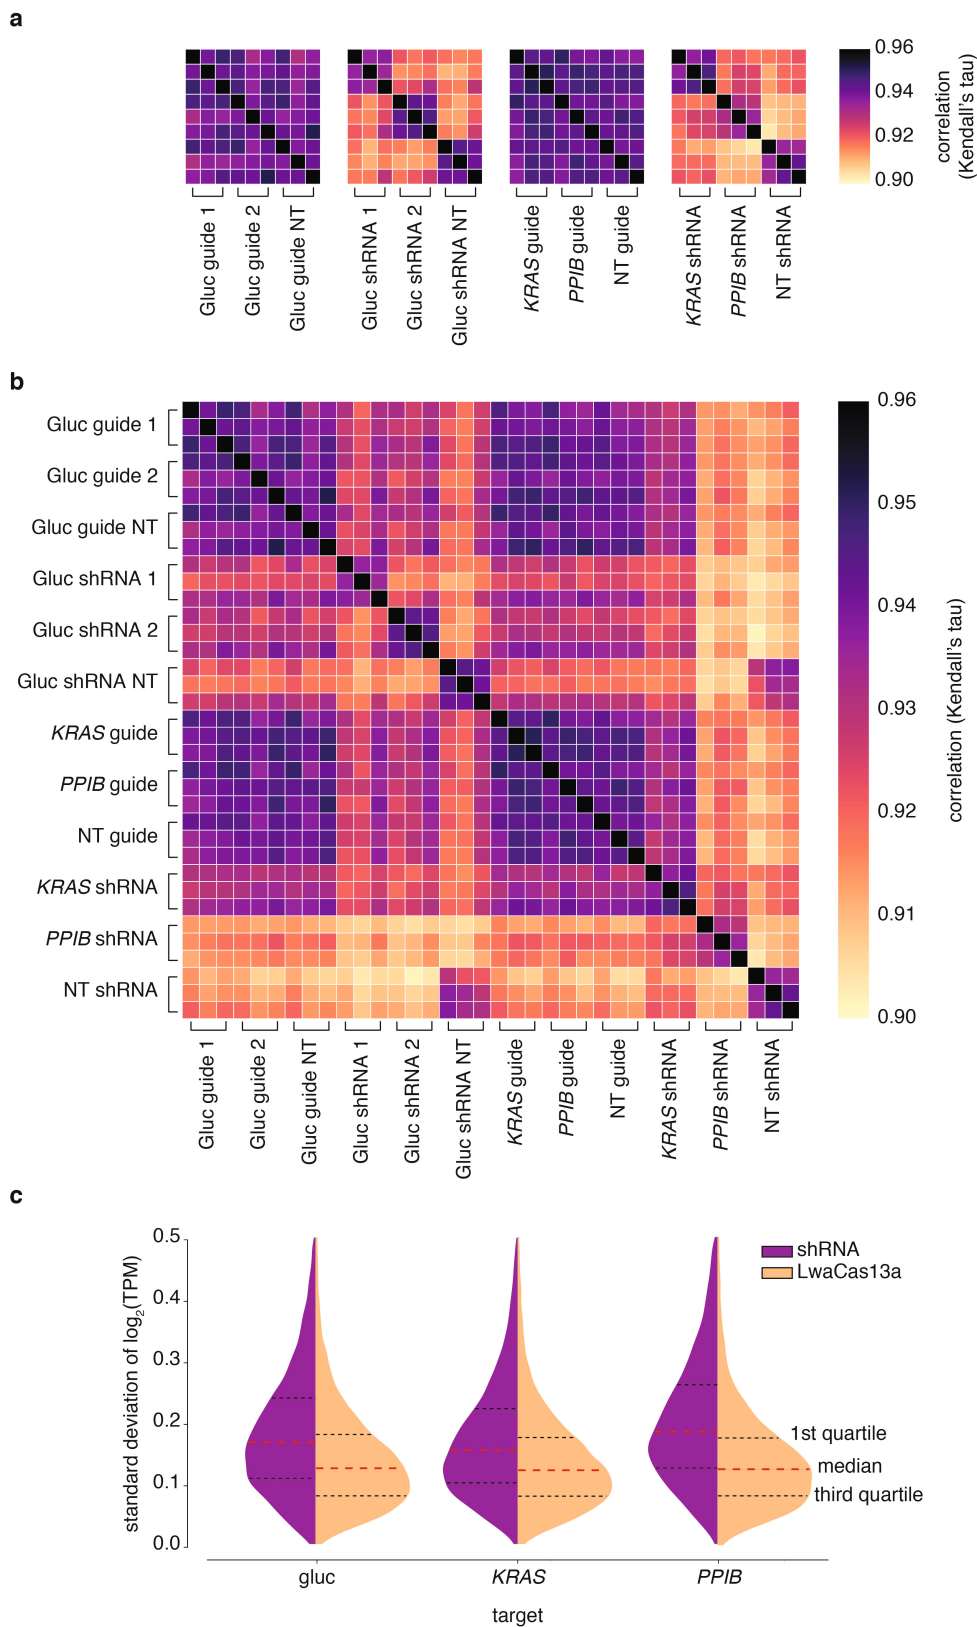 a
0.96
0.94
0.92
0.90
correlation
(Kendall's tau)
Gluc guide 1
Gluc guide 2
Gluc guide NT
Gluc shRNA 1
Gluc shRNA 2
Gluc shRNA NT
KRAS guide
PPIB guide
NT guide
KRAS shRNA
PPIB shRNA
NT shRNA
b
Gluc guide 1
Gluc guide 2
Gluc guide NT
Gluc shRNA 1
Gluc shRNA 2
Gluc shRNA NT
KRAS guide
PPIB guide
NT guide
KRAS shRNA
PPIB shRNA
NT shRNA
0.96
0.95
0.94
0.93
0.92
0.91
0.90
correlation (Kendall's tau)
Gluc guide 1
Gluc guide 2
Gluc guide NT
Gluc shRNA 1
Gluc shRNA 2
Gluc shRNA NT
KRAS guide
PPIB guide
NT guide
KRAS shRNA
PPIB shRNA
NT shRNA
c
standard deviation of log2(TPM)
0.5
0.4
0.3
0.2
0.1
0.0
shRNA
LwaCas13a
1st quartile
median
third quartile
gluc
KRAS
PPIB
target